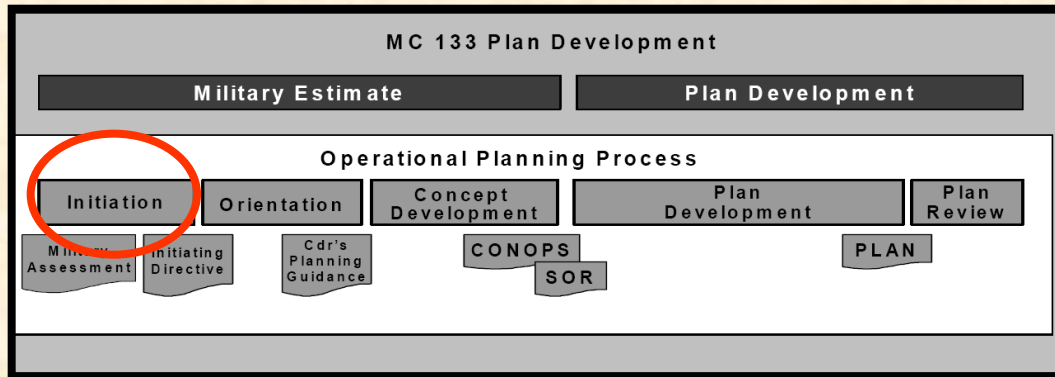 MC 133 Plan Development
Military Estimate
Plan Development
Operational Planning Process
Initiation
Orientation
Concept
Development
Plan
Development
Plan
Review
Military
Assessment
Initiating
Directive
Cdr's
Planning
Guidance
CONOPS
SOR
PLAN